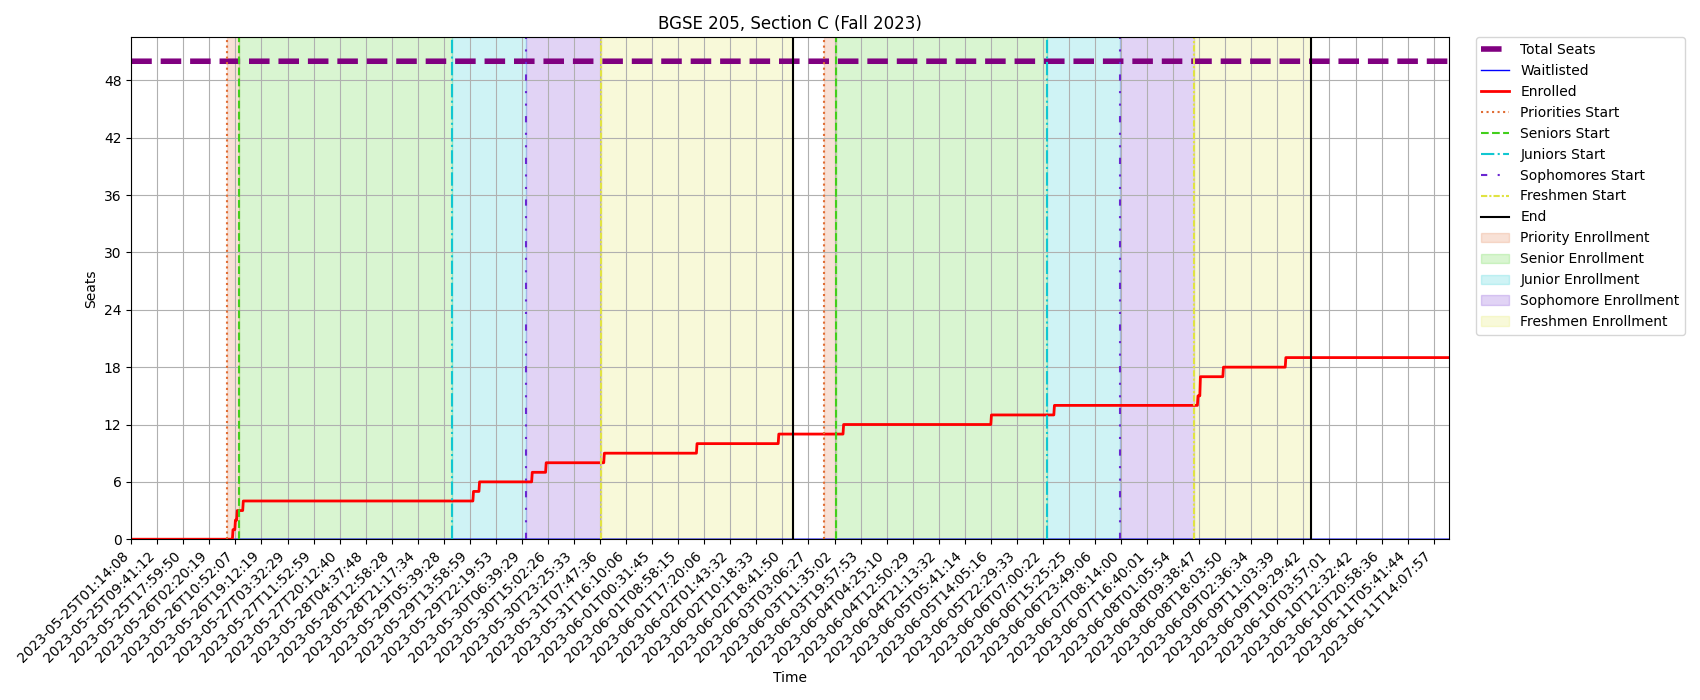 BGSE 205, Section C (Fall 2023)
Seats
48
42
36
30
24
18
12
6
0
2023-05-25T01:14:08
2023-05-25T09:41:12
2023-05-25T17:59:50
2023-05-26T02:20:19
2023-05-26T10:52:07
2023-05-26T19:12:19
2023-05-27T03:32:29
2023-05-27T11:52:59
2023-05-27T20:12:40
2023-05-28T04:37:48
2023-05-28T12:58:28
2023-05-28T21:17:34
2023-05-29T05:39:28
2023-05-29T13:58:59
2023-05-29T22:19:53
2023-05-30T06:39:29
2023-05-30T15:02:26
2023-05-30T23:25:33
2023-05-31T07:47:36
2023-05-31T16:10:06
2023-06-01T00:31:45
2023-06-01T08:58:15
2023-06-01T17:20:06
2023-06-02T01:43:32
2023-06-02T10:18:33
2023-06-02T18:41:50
2023-06-03T03:06:27
2023-06-03T11:35:02
2023-06-03T19:57:53
2023-06-04T04:25:10
2023-06-04T12:50:29
2023-06-04T21:13:32
2023-06-05T05:41:14
2023-06-05T14:05:16
2023-06-05T22:29:33
2023-06-06T07:00:22
2023-06-06T15:25:25
2023-06-06T23:49:06
2023-06-07T08:14:00
2023-06-07T16:40:01
2023-06-08T01:05:54
2023-06-08T09:38:47
2023-06-08T18:03:50
2023-06-09T02:36:34
2023-06-09T11:03:39
2023-06-09T19:29:42
2023-06-10T03:57:01
2023-06-10T12:32:42
2023-06-10T20:58:36
2023-06-11T05:41:44
2023-06-11T14:07:57
Time
Total Seats
Waitlisted
Enrolled
Priorities Start
Seniors Start
Juniors Start
Sophomores Start
Freshmen Start
End
Priority Enrollment
Senior Enrollment
Junior Enrollment
Sophomore Enrollment
Freshmen Enrollment